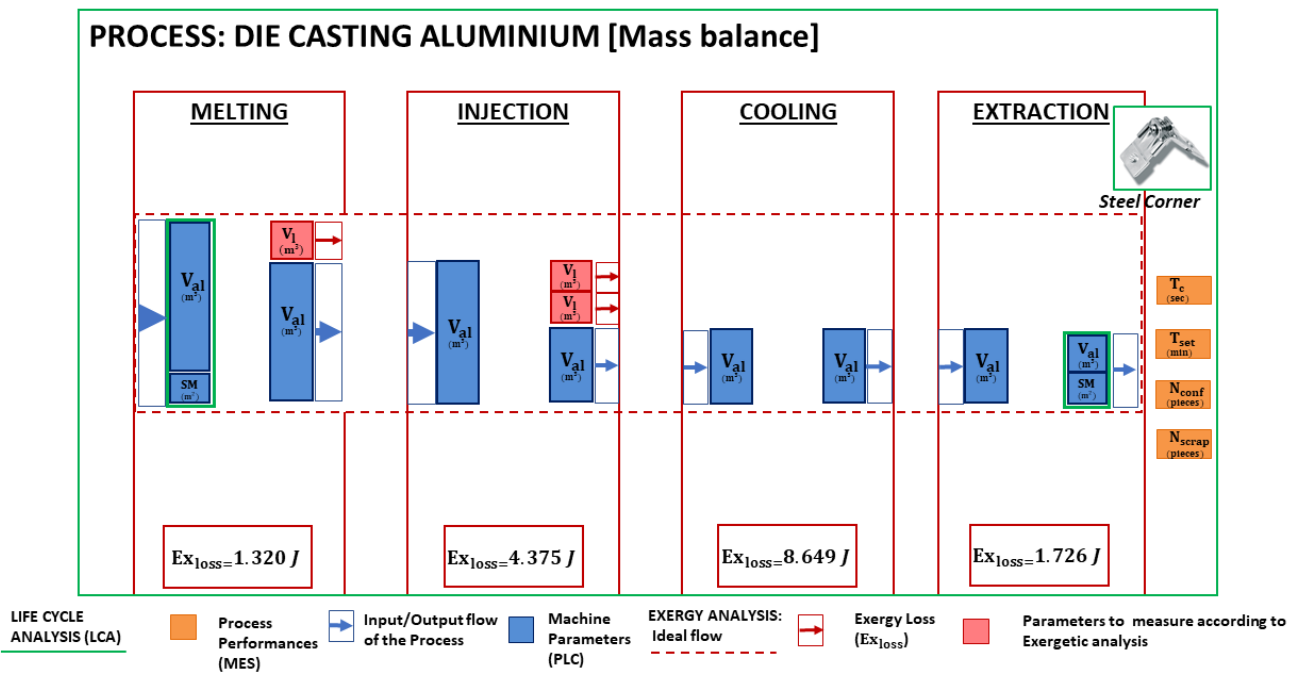 PROCESS: DIE CASTING ALUMINIUM [Mass balance]
MELTING
INJECTION
COOLING
EXTRACTION
Steel Corner
V_al
(m³)
SM
(m³)
V_l
(m³)
V_al
(m³)
V_al
(m³)
V_l
(m³)
V_l
(m³)
V_al
(m³)
V_al
(m³)
V_al
(m³)
V_al
(m³)
V_al
(m³)
SM
(m³)
T_c
(sec)
T_set
(min)
N_conf
(pieces)
N_scrap
(pieces)
Ex_loss=1.320 J
Ex_loss=4.375 J
Ex_loss=8.649 J
Ex_loss=1.726 J
LIFE CYCLE
ANALYSIS (LCA)
Process
Performances
(MES)
Input/Output flow
of the Process
Machine
Parameters
(PLC)
EXERGY ANALYSIS:
Ideal flow
Exergy Loss
(Ex_loss)
Parameters to measure according to
Exergetic analysis